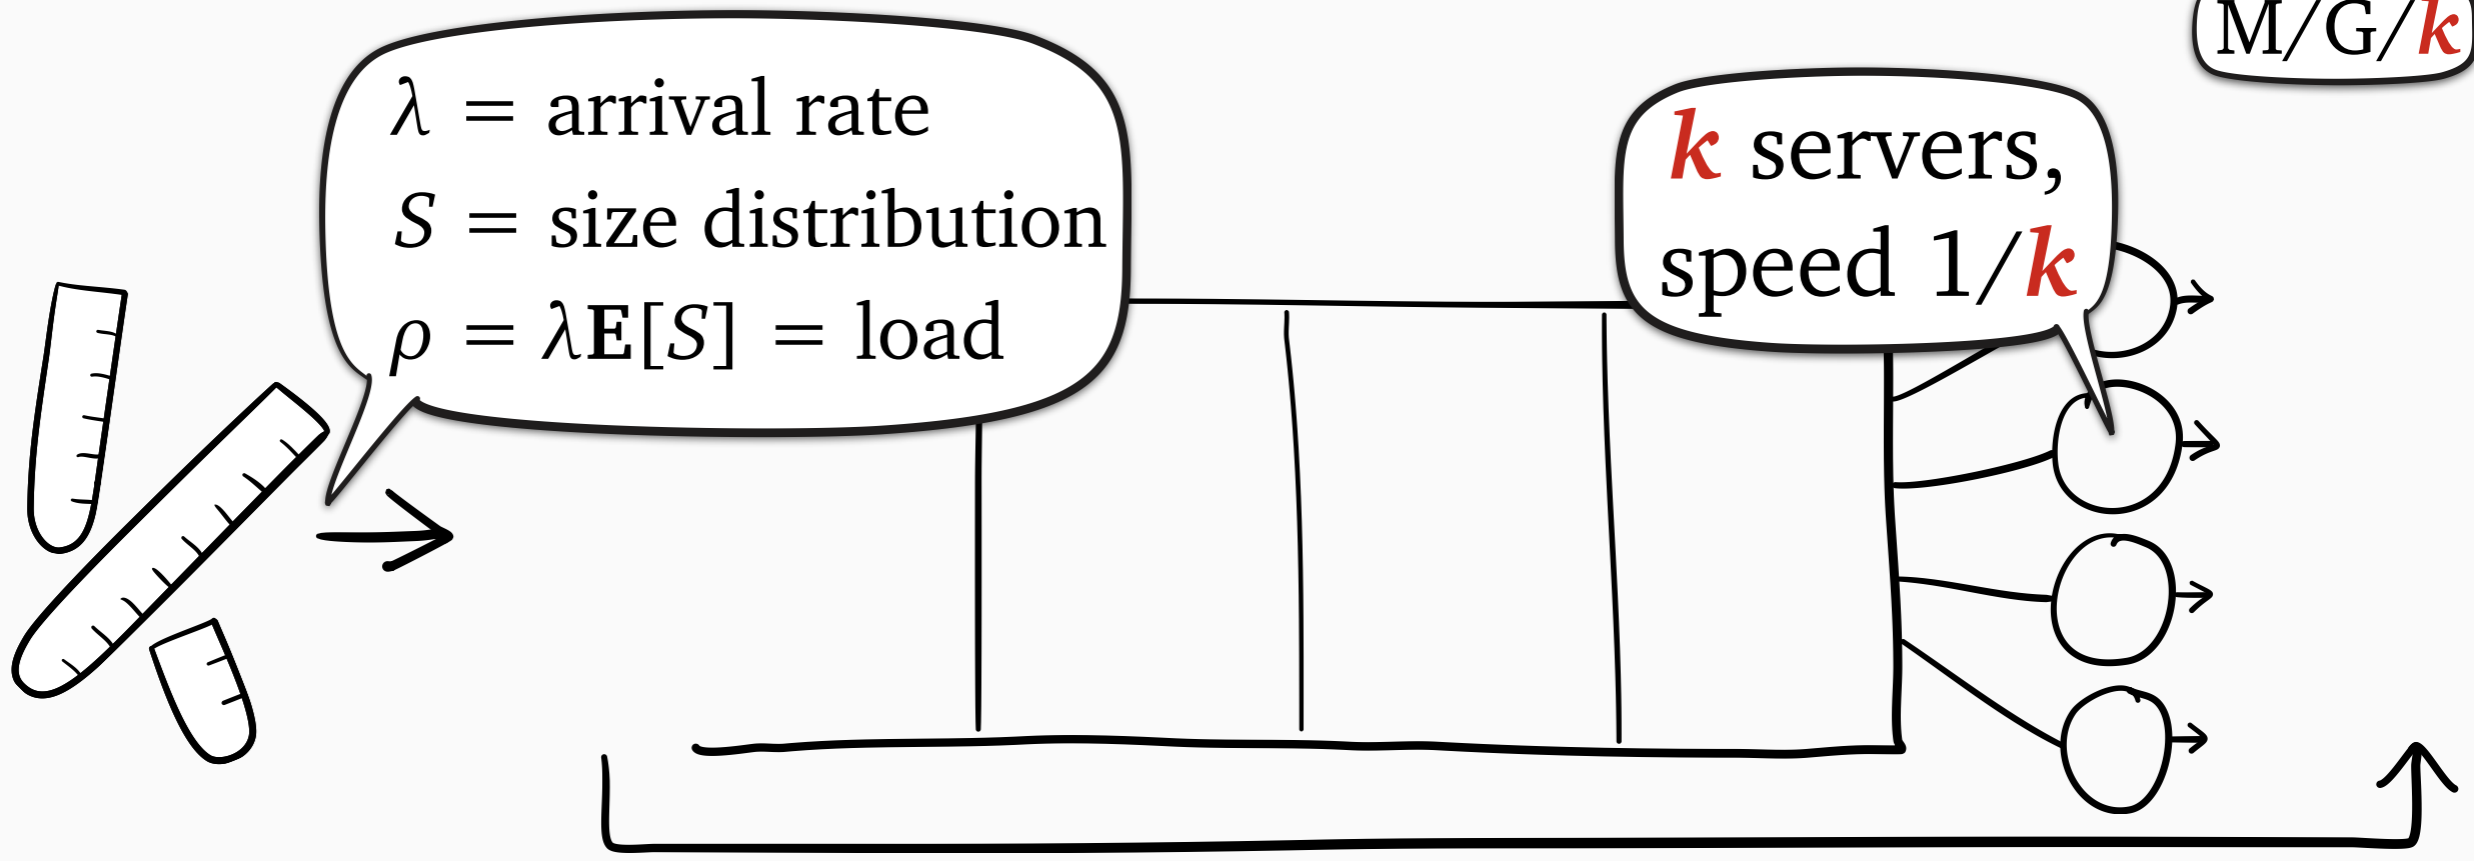 λ = arrival rate
S = size distribution
ρ = λE[S] = load
k servers,
speed 1/k
M/G/k